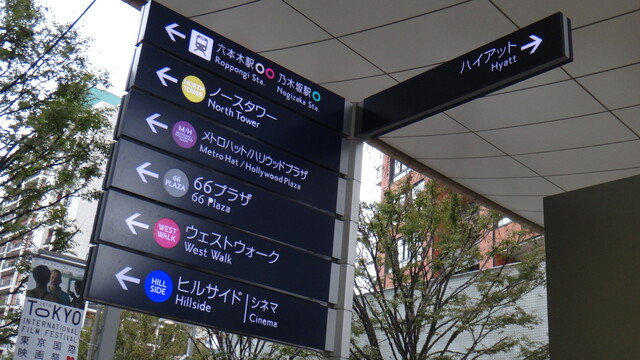 六本木駅 乃木坂駅
Roppongi Sta. Nogizaka Sta.
NORTH TOWER
ノースタワー
North Tower
M/H
メトロハット/ハリウッドプラザ
Metro Hat / Hollywood Plaza
66 PLAZA
66プラザ
66 Plaza
WEST WALK
ウェストウォーク
West Walk
HILL SIDE
ヒルサイド シネマ
Hillside Cinema
ハイアット
Hyatt
TOKYO
INTERNATIONAL
FILM FESTIVAL
東京国際
映画祭